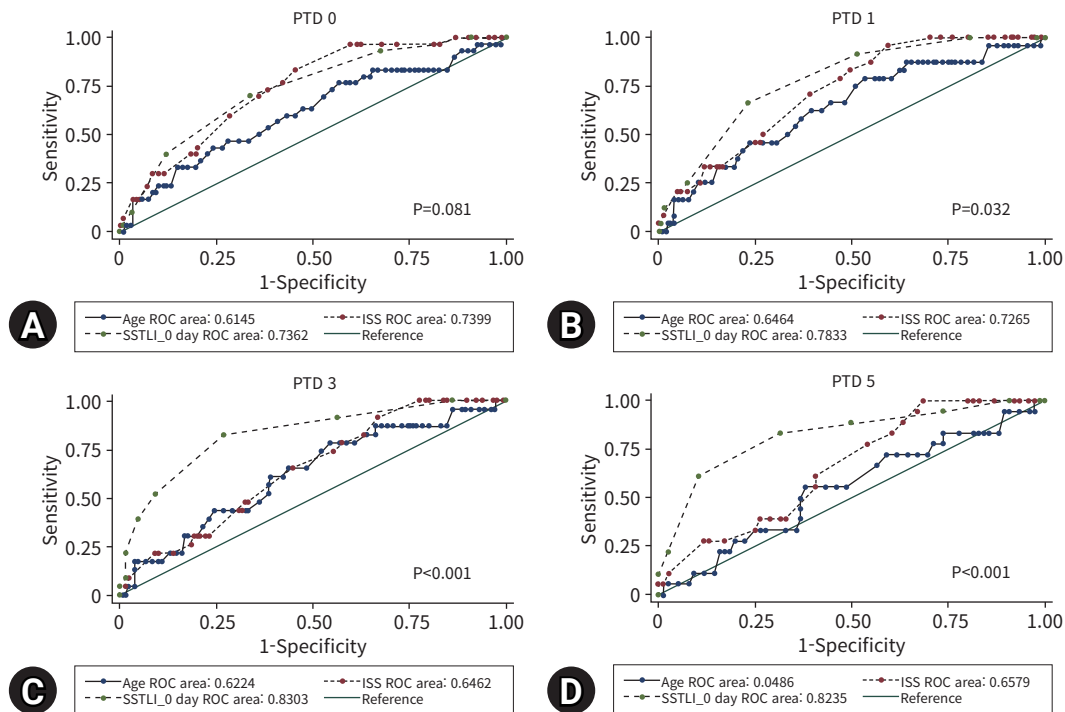 PTD 0
1.00
0.75
0.50
0.25
0
Sensitivity
P=0.081
0 0.25 0.50 0.75 1.00
1-Specificity
A
Age ROC area: 0.6145 ISS ROC area: 0.7399
SSTLI_0 day ROC area: 0.7362 Reference
PTD 1
1.00
0.75
0.50
0.25
0
Sensitivity
P=0.032
0 0.25 0.50 0.75 1.00
1-Specificity
B
Age ROC area: 0.6464 ISS ROC area: 0.7265
SSTLI_0 day ROC area: 0.7833 Reference
PTD 3
1.00
0.75
0.50
0.25
0
Sensitivity
P<0.001
0 0.25 0.50 0.75 1.00
1-Specificity
C
Age ROC area: 0.6224 ISS ROC area: 0.6462
SSTLI_0 day ROC area: 0.8303 Reference
PTD 5
1.00
0.75
0.50
0.25
0
Sensitivity
P<0.001
0 0.25 0.50 0.75 1.00
1-Specificity
D
Age ROC area: 0.0486 ISS ROC area: 0.6579
SSTLI_0 day ROC area: 0.8235 Reference